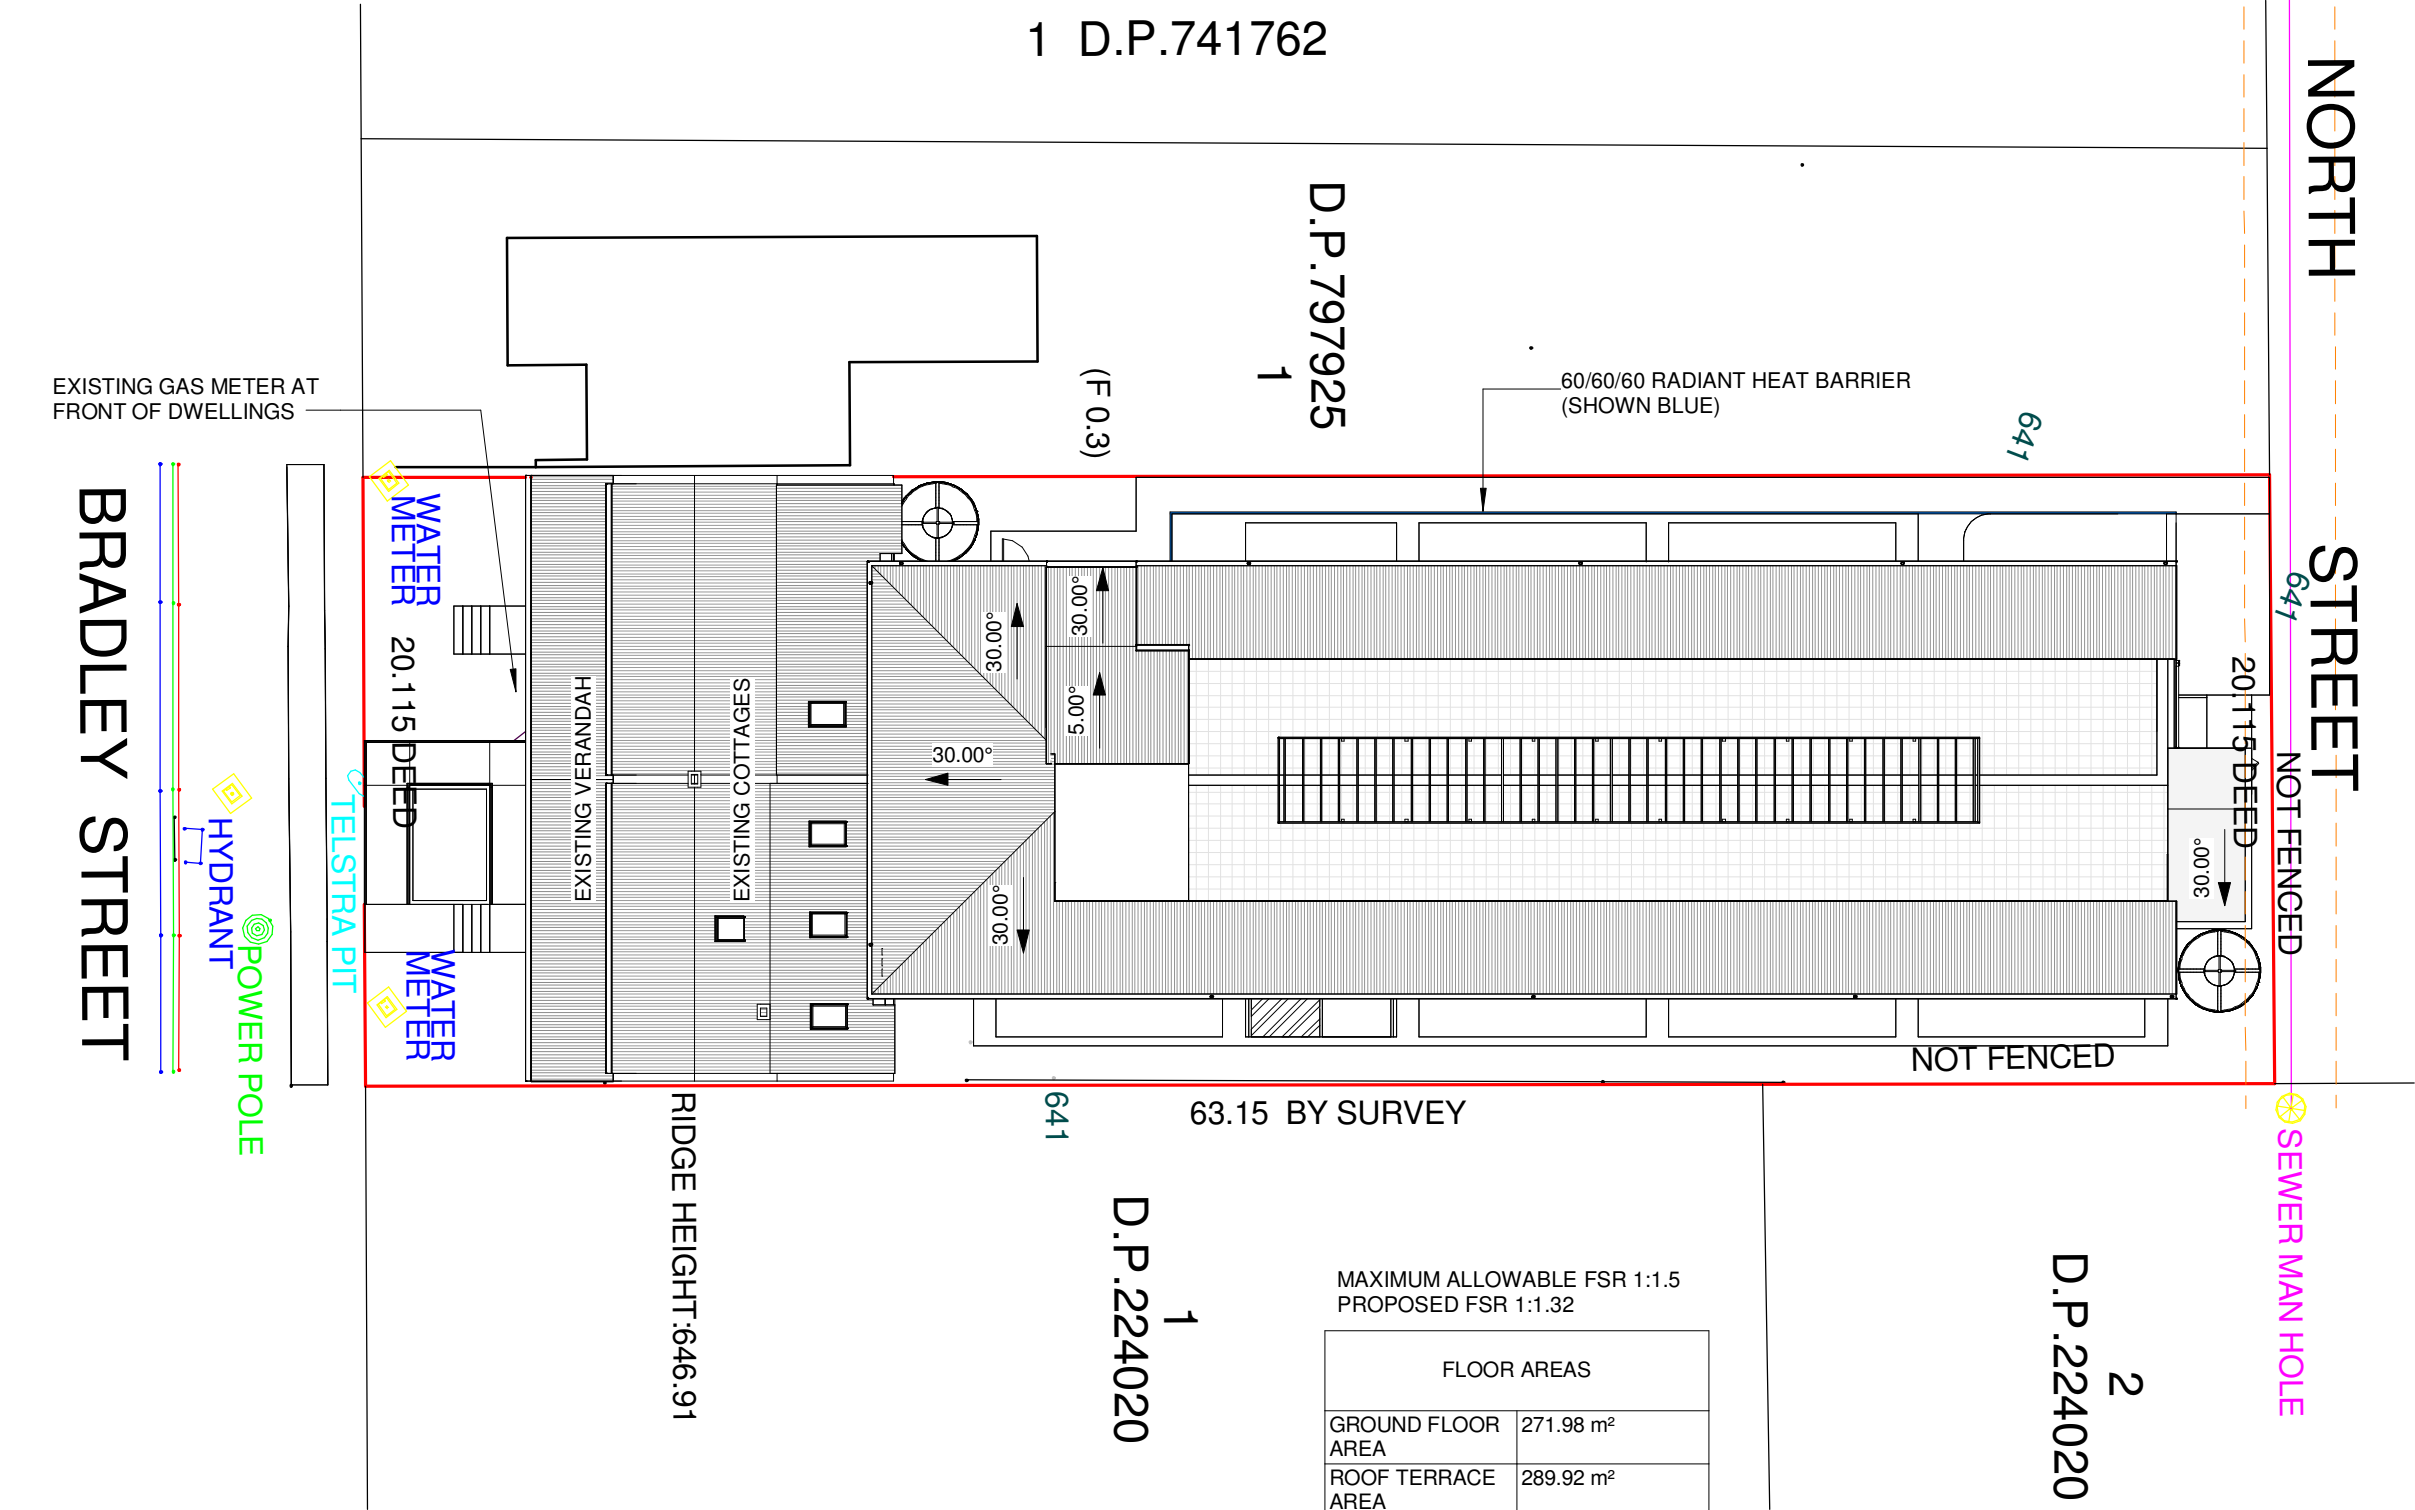 1 D.P.741762
NORTH
STREET
D.P.797925
1
(F 0.3)
60/60/60 RADIANT HEAT BARRIER
(SHOWN BLUE)
641
641
EXISTING GAS METER AT
FRONT OF DWELLINGS
BRADLEY STREET
WATER
METER
20.115 DEED
HYDRANT
POWER POLE
TELSTRA PIT
WATER
METER
EXISTING VERANDAH
EXISTING COTTAGES
30.00°
30.00°
5.00°
30.00°
30.00°
30.00°
20.115 DEED
NOT FENCED
NOT FENCED
SEWER MAN HOLE
RIDGE HEIGHT:646.91
641
63.15 BY SURVEY
1
D.P.224020
2
D.P.224020
MAXIMUM ALLOWABLE FSR 1:1.5
PROPOSED FSR 1:1.32
FLOOR AREAS
GROUND FLOOR AREA 271.98 m²
ROOF TERRACE AREA 289.92 m²